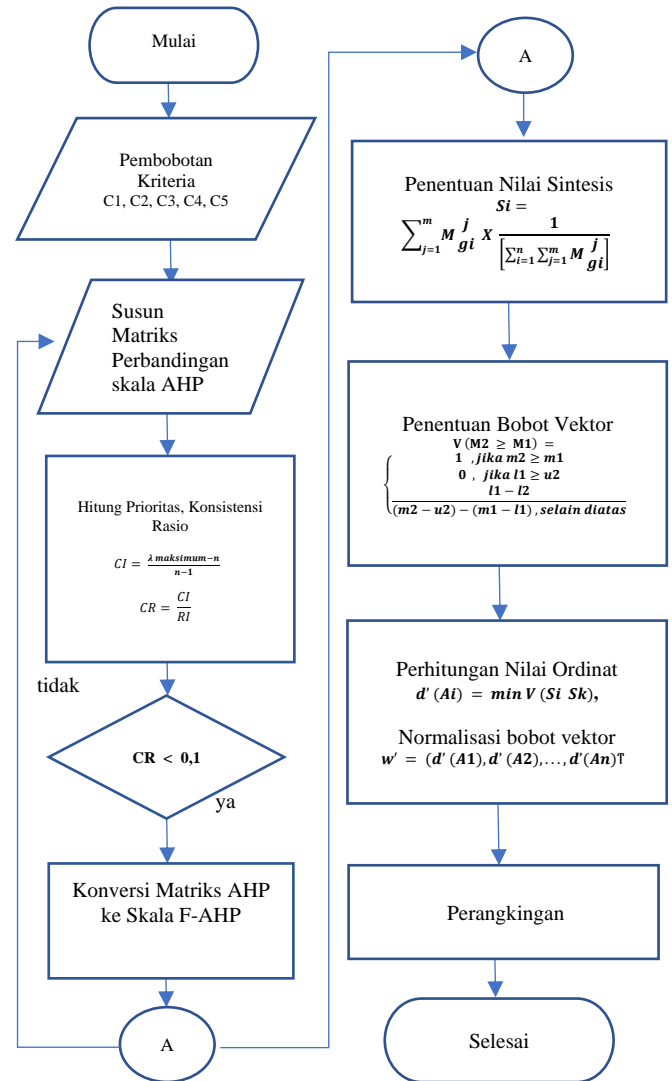 Mulai
Pembobotan
Kriteria
C1, C2, C3, C4, C5
Susun
Matriks
Perbandingan
skala AHP
Hitung Prioritas, Konsistensi
Rasio
CI = (λ maksimum−n)/(n−1)
CR = CI/RI
tidak
CR < 0,1
ya
Konversi Matriks AHP
ke Skala F-AHP
A
A
Penentuan Nilai Sintesis
Si =
∑_{j=1}^{m} M_{gi}^{j} X 1/[∑_{i=1}^{n} ∑_{j=1}^{m} M_{gi}^{j}]
Penentuan Bobot Vektor
V (M2 ≥ M1) =
1 , jika m2 ≥ m1
0 , jika l1 ≥ u2
l1 − l2
(m2 − u2) − (m1 − l1) , selain diatas
Perhitungan Nilai Ordinat
d' (Ai) = min V (Si Sk),
Normalisasi bobot vektor
w' = (d' (A1), d' (A2), ..., d'(An)T
Perangkingan
Selesai